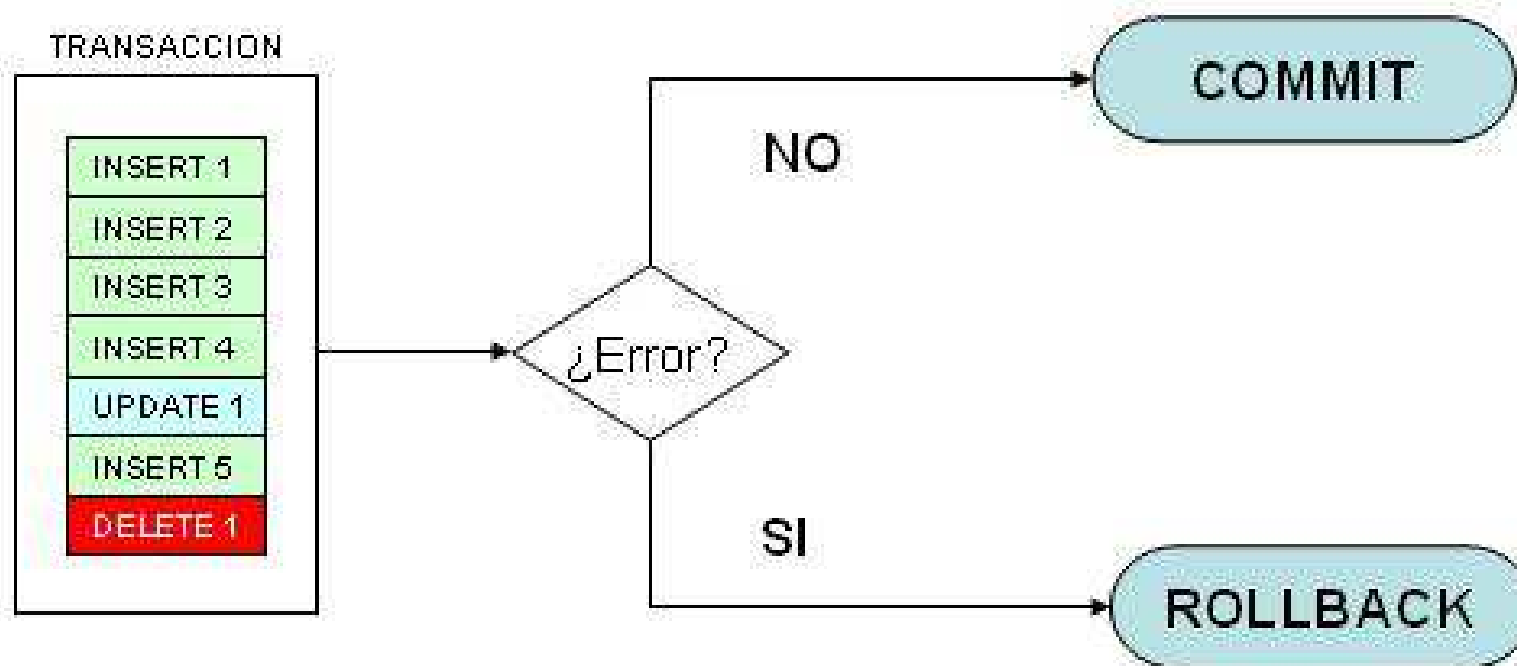 TRANSACCION
INSERT 1
INSERT 2
INSERT 3
INSERT 4
UPDATE 1
INSERT 5
DELETE 1
¿Error?
NO
COMMIT
SI
ROLLBACK